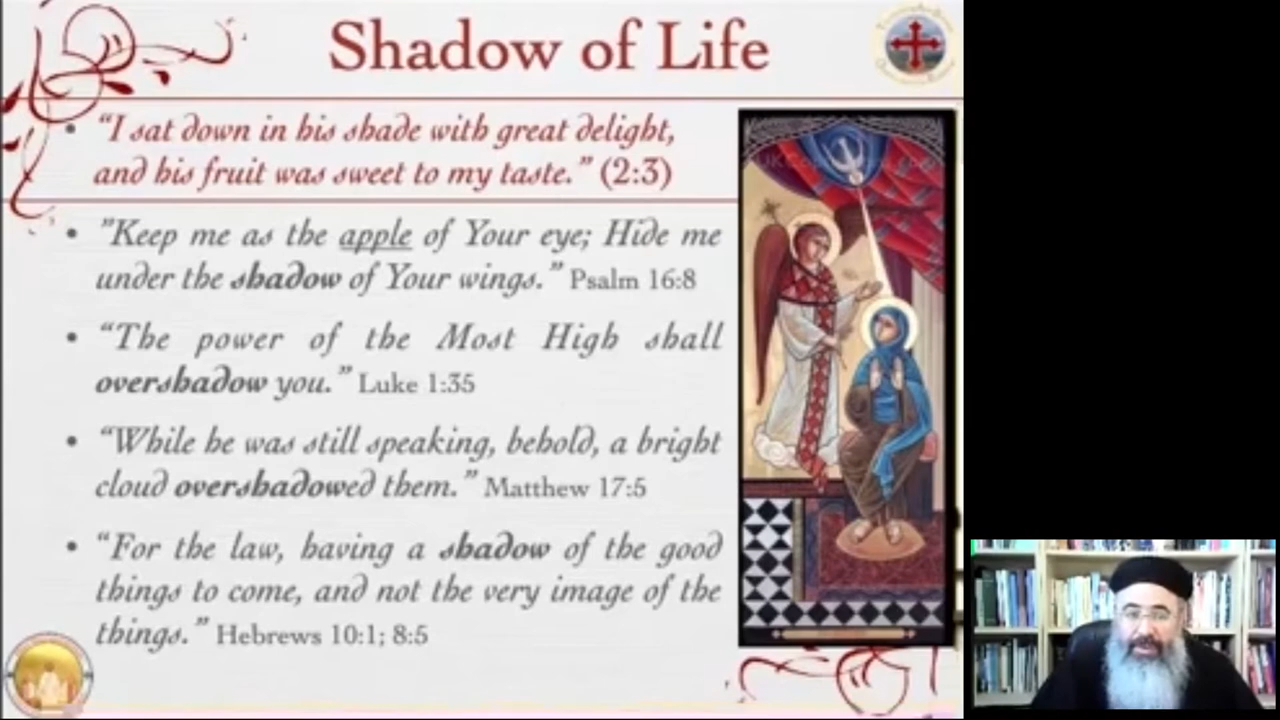 Shadow of Life
• “I sat down in his shade with great delight,
and his fruit was sweet to my taste.” (2:3)
• "Keep me as the apple of Your eye; Hide me
under the shadow of Your wings.” Psalm 16:8
• “The power of the Most High shall
overshadow you.” Luke 1:35
• “While he was still speaking, behold, a bright
cloud overshadowed them.” Matthew 17:5
• “For the law, having a shadow of the good
things to come, and not the very image of the
things.” Hebrews 10:1; 8:5